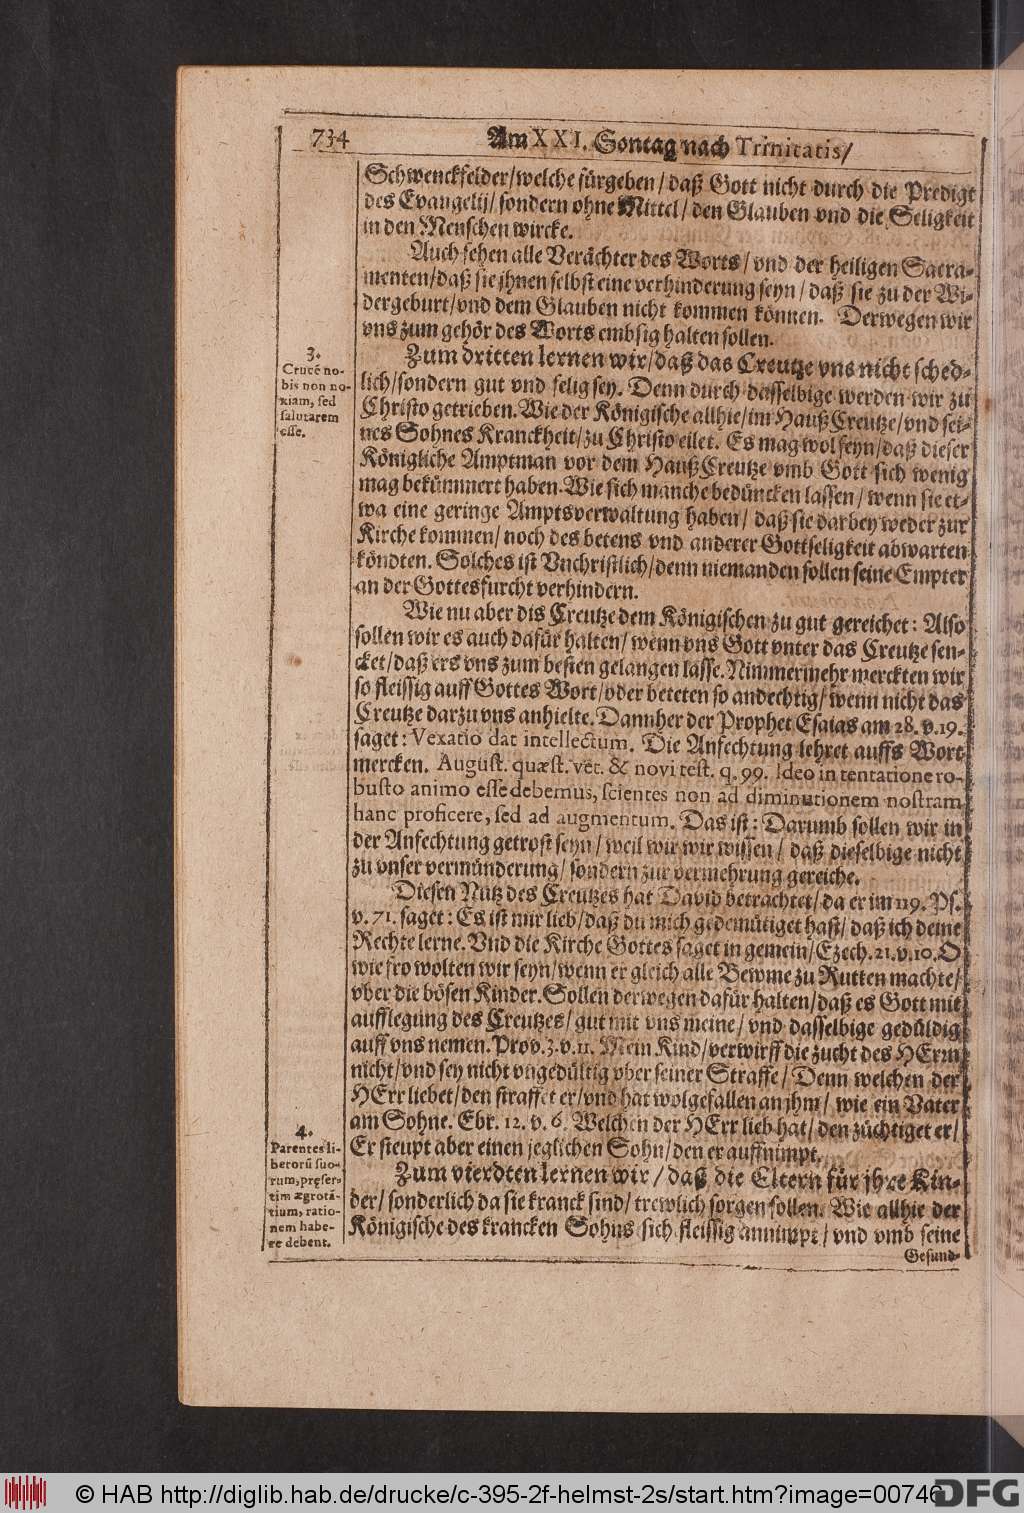 734 Am XXI. Sontag nach Trinitatis/
Schwenckfelder/welche fürgeben/daß Gott nicht durch die Predigt
des Evangelij/sondern ohne Mittel/den Glauben vnd die Seligkeit
in den Menschen wircke.
Auch sehen alle Verächter des Worts/vnd der heiligen Sacra-
menten/daß sie jhnen selbst eine verhinderung seyn/daß sie zu der Wi-
dergeburt/vnd dem Glauben nicht kommen können. Derwegen wir
vns zum gehör des Worts embsig halten sollen.
3.
Crucē no-
bis non no-
xiam, sed
salutarem
esse.
Zum dritten lernen wir/daß das Creutze vns nicht sched-
lich/sondern gut vnd selig sey. Denn durch dasselbige werden wir zu
Christo getrieben. Wie der Königische allhie/im Hauß Creutze/vnd sei-
nes Sohnes Kranckheit/zu Christo eilet. Es mag wol seyn/daß dieser
Königliche Amptman vor dem Hauß Creutze vmb Gott sich wenig
mag bekümmert haben. Wie sich manche bedüncken lassen/wenn sie et-
wa eine geringe Amptsverwaltung haben/daß sie darbey weder zur
Kirche kommen/noch des betens vnd anderer Gottseligkeit abwarten
köndten. Solches ist Vnchristlich/denn niemanden sollen seine Empter
an der Gottesfurcht verhindern.
Wie nu aber dis Creutze dem Königischen zu gut gereichet: Also
sollen wir es auch dafür halten/wenn vns Gott vnter das Creutze sen-
cket/daß ers vns zum besten gelangen lasse. Nimmermehr merckten wir
so fleissig auff Gottes Wort/oder beteten so andechtig/wenn nicht das
Creutze darzu vns anhielte. Dannher der Prophet Esaias am 28. v. 19.
saget: Vexatio dat intellectum. Die Anfechtung lehret auffs Wort
mercken. August. quæst. vet. & novi test. q. 99. Ideo in tentatione ro-
busto animo esse debemus, scientes non ad diminutionem nostram
hanc proficere, sed ad augmentum. Das ist: Darumb sollen wir in
der Anfechtung getrost seyn/weil wir wir wissen/daß dieselbige nicht
zu vnser vermünderung/sondern zur vermehrung gereiche.
Diesen Nutz des Creutzes hat David betrachtet/da er im 119. Ps.
v. 71. saget: Es ist mir lieb/daß du mich gedemütiget hast/daß ich deine
Rechte lerne. Vnd die Kirche Gottes saget in gemein/Ezech. 21. v. 10. O
wie fro wolten wir seyn/wenn er gleich alle Bewme zu Rutten machte/
vber die bösen Kinder. Sollen derwegen dafür halten/daß es Gott mit
aufflegung des Creutzes/gut mit vns meine/vnd dasselbige gedüldig
auff vns nemen. Prov. 3. v. 11. Mein Kind/verwirff die zucht des HErrn
nicht/vnd sey nicht vngedültig vber seiner Straffe/Denn welchen der
HErr liebet/den straffet er/vnd hat wolgefallen an jhm/wie ein Vater
am Sohne. Ebr. 12. v. 6. Welchen der HErr lieb hat/den züchtiget er/
Er steupt aber einen jeglichen Sohn/den er auffnimpt.
4.
Parentes li-
berorū suo-
rum, pręser-
tim ægrotā-
tium, ratio-
nem habe-
re debent.
Zum vierdten lernen wir/daß die Eltern für jhre Kin-
der/sonderlich da sie kranck sind/trewlich sorgen sollen. Wie allhie der
Königische des krancken Sohns sich fleissig annimpt/vnd vmb seine
Gesund-
© HAB http://diglib.hab.de/drucke/c-395-2f-helmst-2s/start.htm?image=00746
DFG